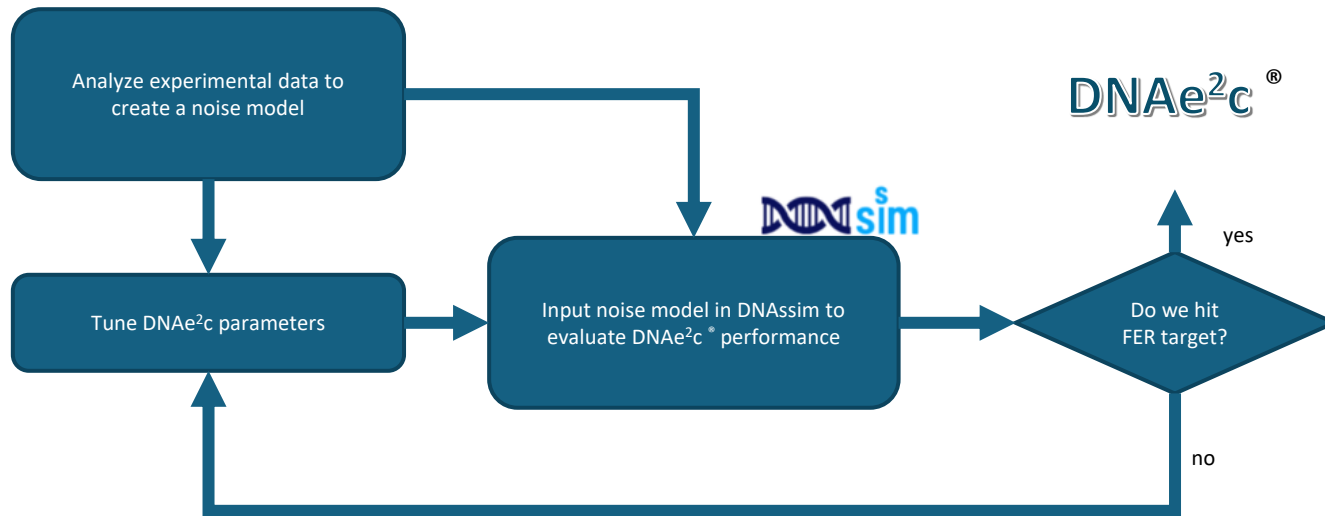 Analyze experimental data to
create a noise model
DNAe²c ®
s
sim
yes
Tune DNAe²c parameters
Input noise model in DNAssim to
evaluate DNAe²c ® performance
Do we hit
FER target?
no